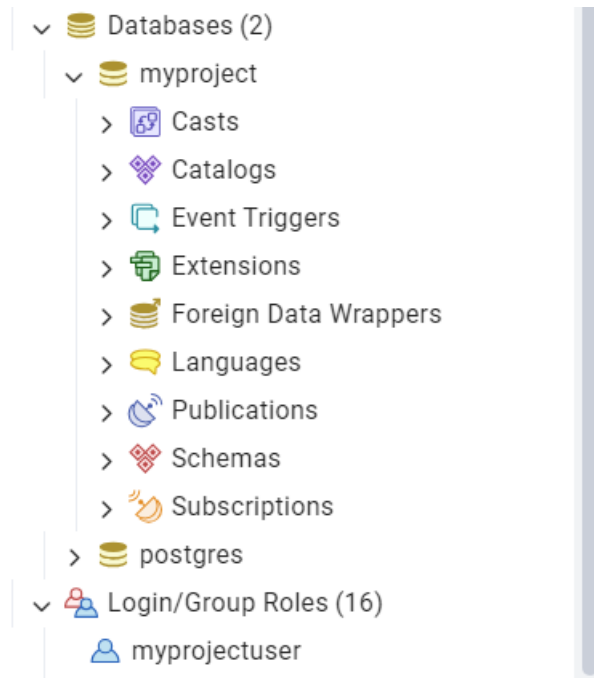 Databases (2)
myproject
Casts
Catalogs
Event Triggers
Extensions
Foreign Data Wrappers
Languages
Publications
Schemas
Subscriptions
postgres
Login/Group Roles (16)
myprojectuser